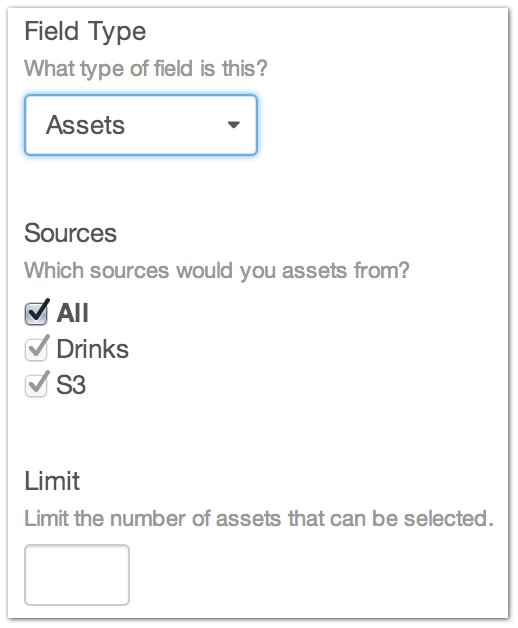 Field Type
What type of field is this?
Assets
Sources
Which sources would you assets from?
All
Drinks
S3
Limit
Limit the number of assets that can be selected.